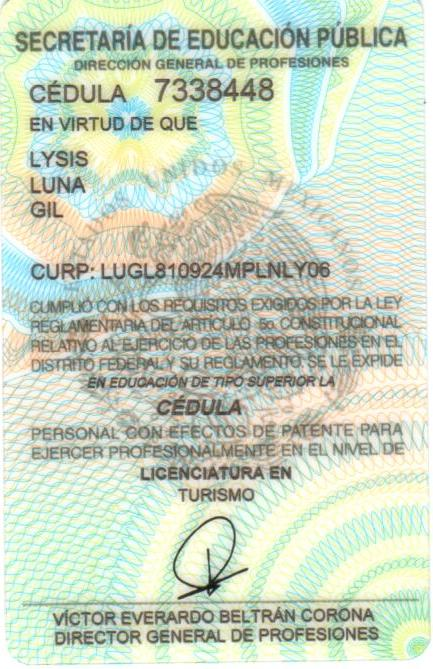 SECRETARÍA DE EDUCACIÓN PÚBLICA
DIRECCIÓN GENERAL DE PROFESIONES
CÉDULA 7338448
EN VIRTUD DE QUE
LYSIS
LUNA
GIL
ESTADOS UNIDOS MEXICANOS
CURP: LUGL810924MPLNLY06
CUMPLIÓ CON LOS REQUISITOS EXIGIDOS POR LA LEY
REGLAMENTARIA DEL ARTÍCULO 5o. CONSTITUCIONAL
RELATIVO AL EJERCICIO DE LAS PROFESIONES EN EL
DISTRITO FEDERAL Y SU REGLAMENTO. SE LE EXPIDE
EN EDUCACIÓN DE TIPO SUPERIOR LA
CÉDULA
PERSONAL CON EFECTOS DE PATENTE PARA
EJERCER PROFESIONALMENTE EN EL NIVEL DE
LICENCIATURA EN
TURISMO
VÍCTOR EVERARDO BELTRÁN CORONA
DIRECTOR GENERAL DE PROFESIONES